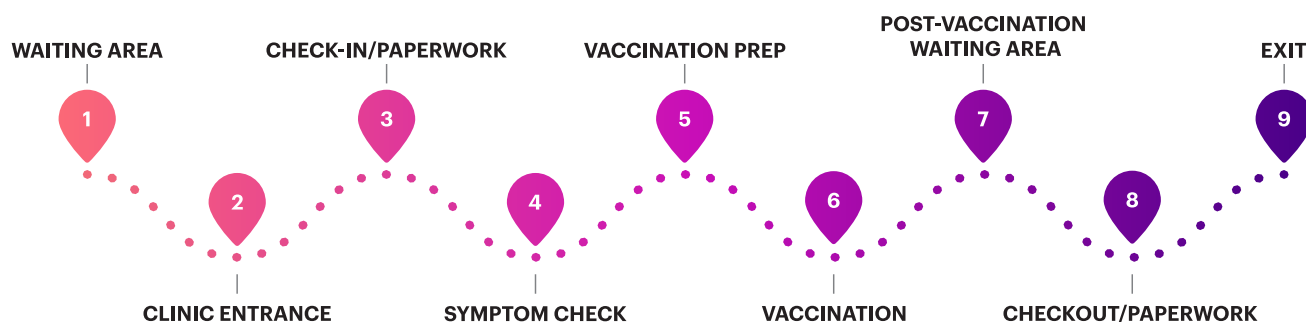 WAITING AREA
1
CLINIC ENTRANCE
2
CHECK-IN/PAPERWORK
3
SYMPTOM CHECK
4
VACCINATION PREP
5
VACCINATION
6
POST-VACCINATION
WAITING AREA
7
CHECKOUT/PAPERWORK
8
EXIT
9